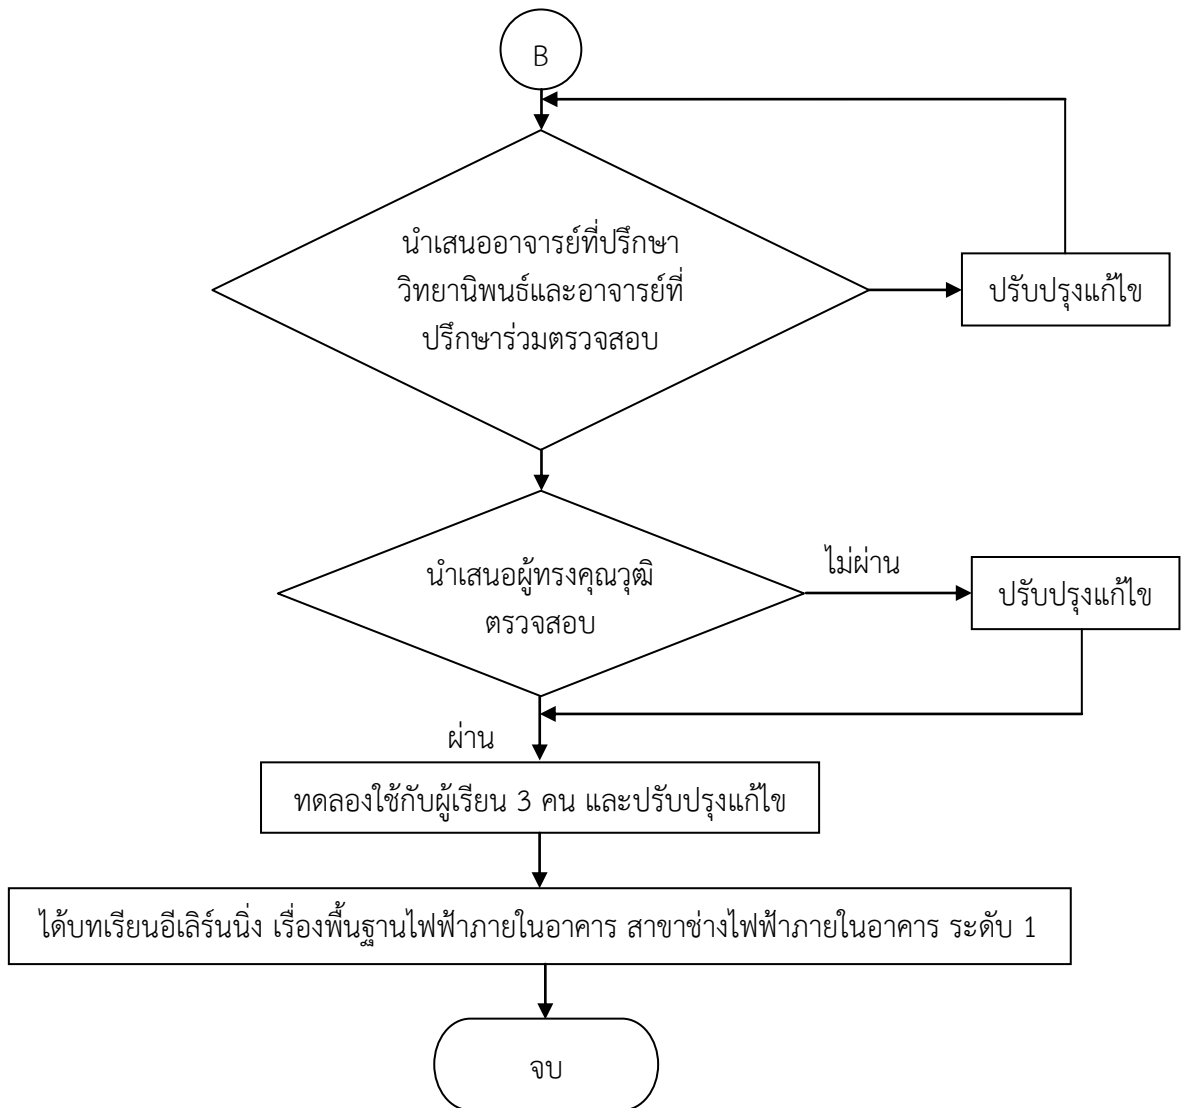 B
นำเสนออาจารย์ที่ปรึกษา
วิทยานิพนธ์และอาจารย์ที่
ปรึกษาร่วมตรวจสอบ
ปรับปรุงแก้ไข
นำเสนอผู้ทรงคุณวุฒิ
ตรวจสอบ
ไม่ผ่าน
ปรับปรุงแก้ไข
ผ่าน
ทดลองใช้กับผู้เรียน 3 คน และปรับปรุงแก้ไข
ได้บทเรียนอีเลิร์นนิ่ง เรื่องพื้นฐานไฟฟ้าภายในอาคาร สาขาช่างไฟฟ้าภายในอาคาร ระดับ 1
จบ